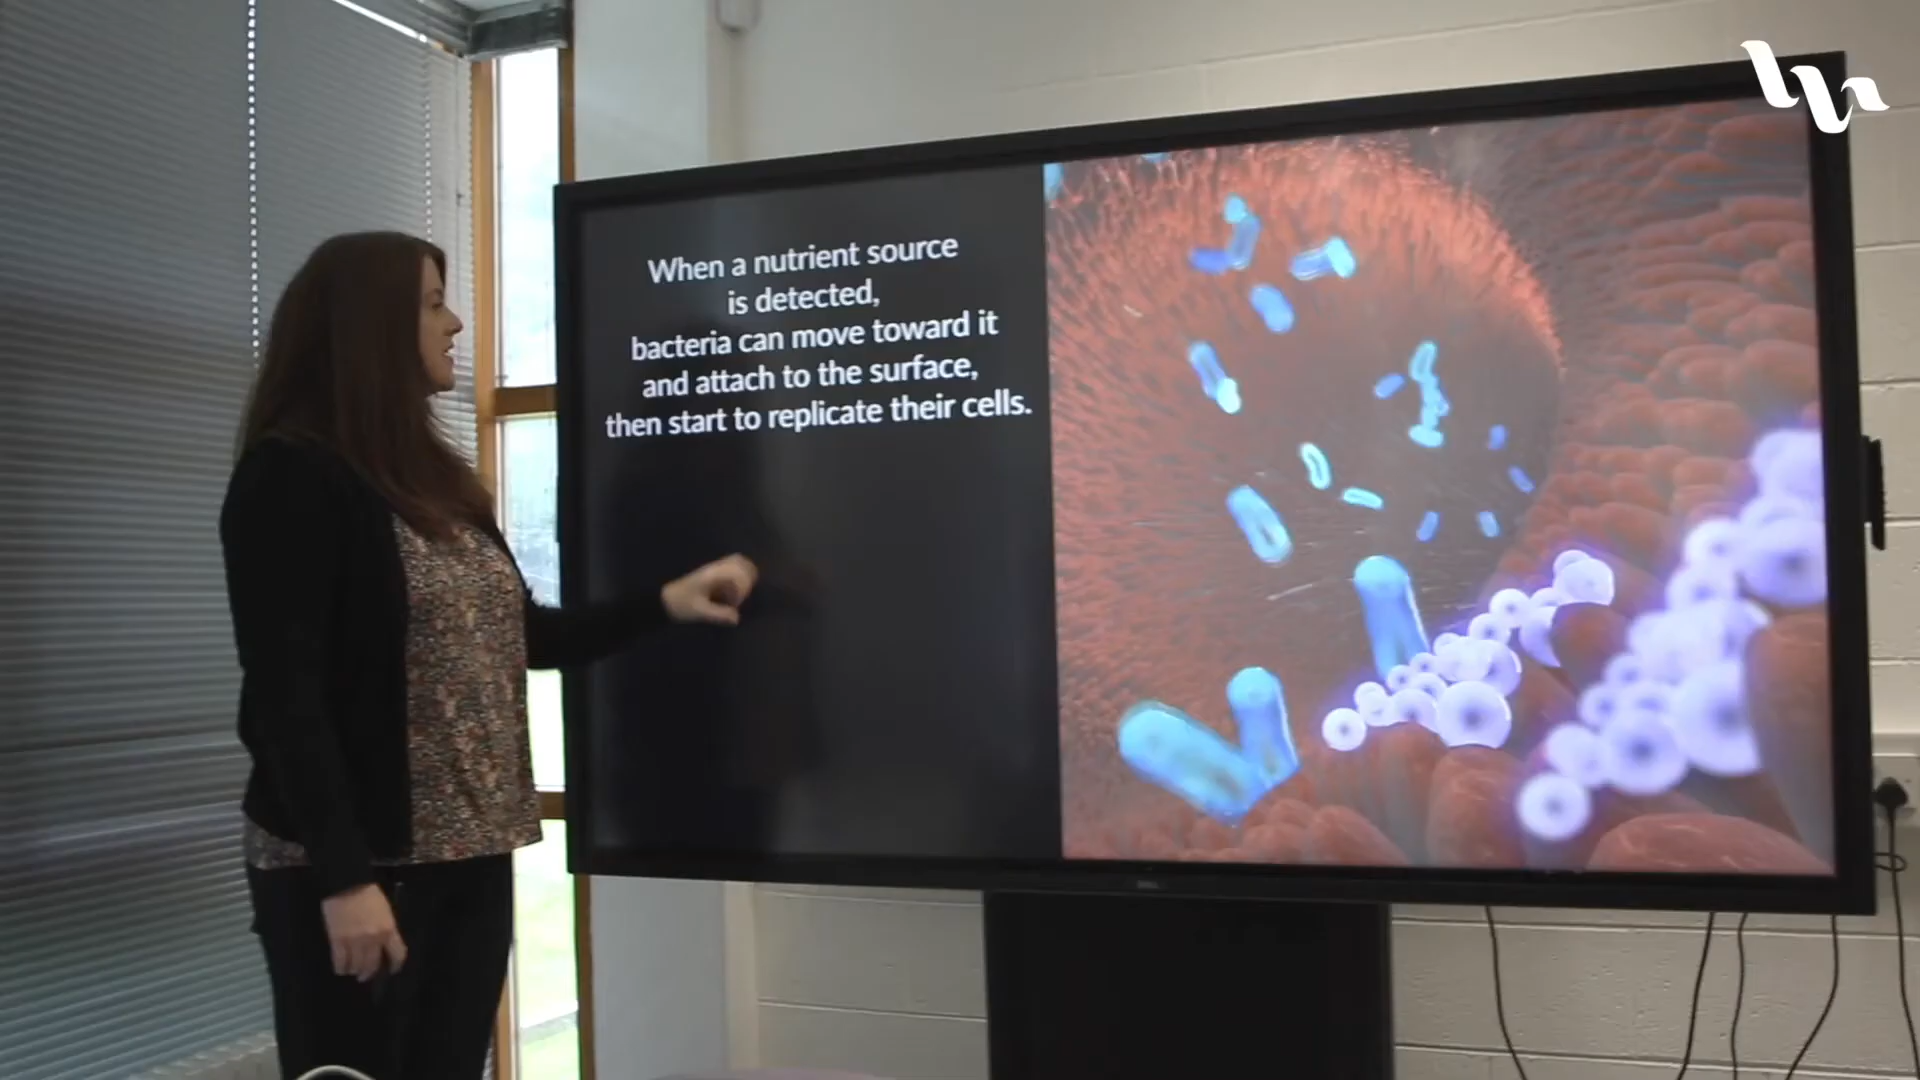 When a nutrient source
is detected,
bacteria can move toward it
and attach to the surface,
then start to replicate their cells.